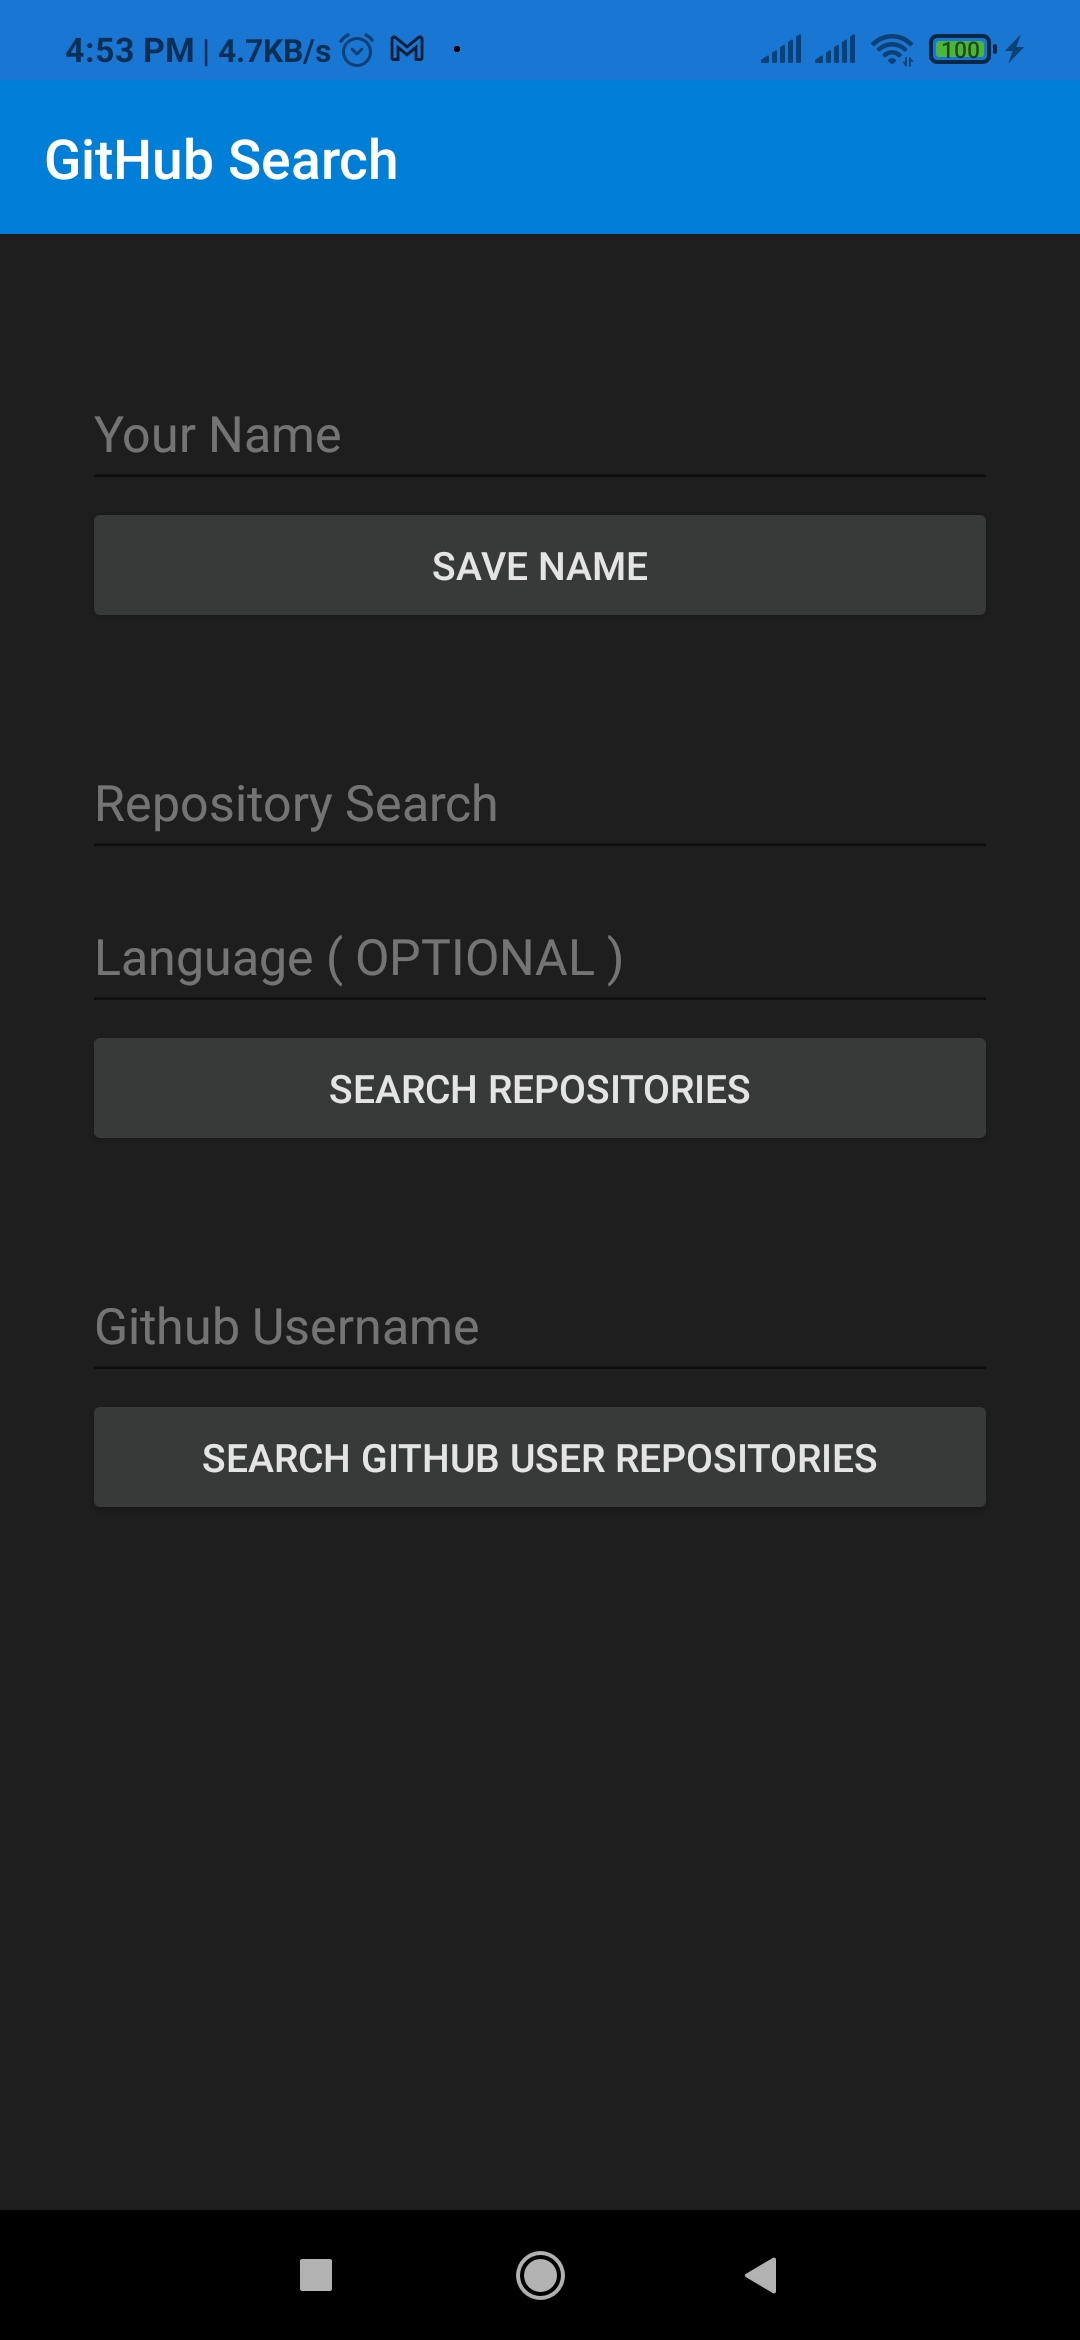 4:53 PM | 4.7KB/s
100
GitHub Search
Your Name
SAVE NAME
Repository Search
Language ( OPTIONAL )
SEARCH REPOSITORIES
Github Username
SEARCH GITHUB USER REPOSITORIES